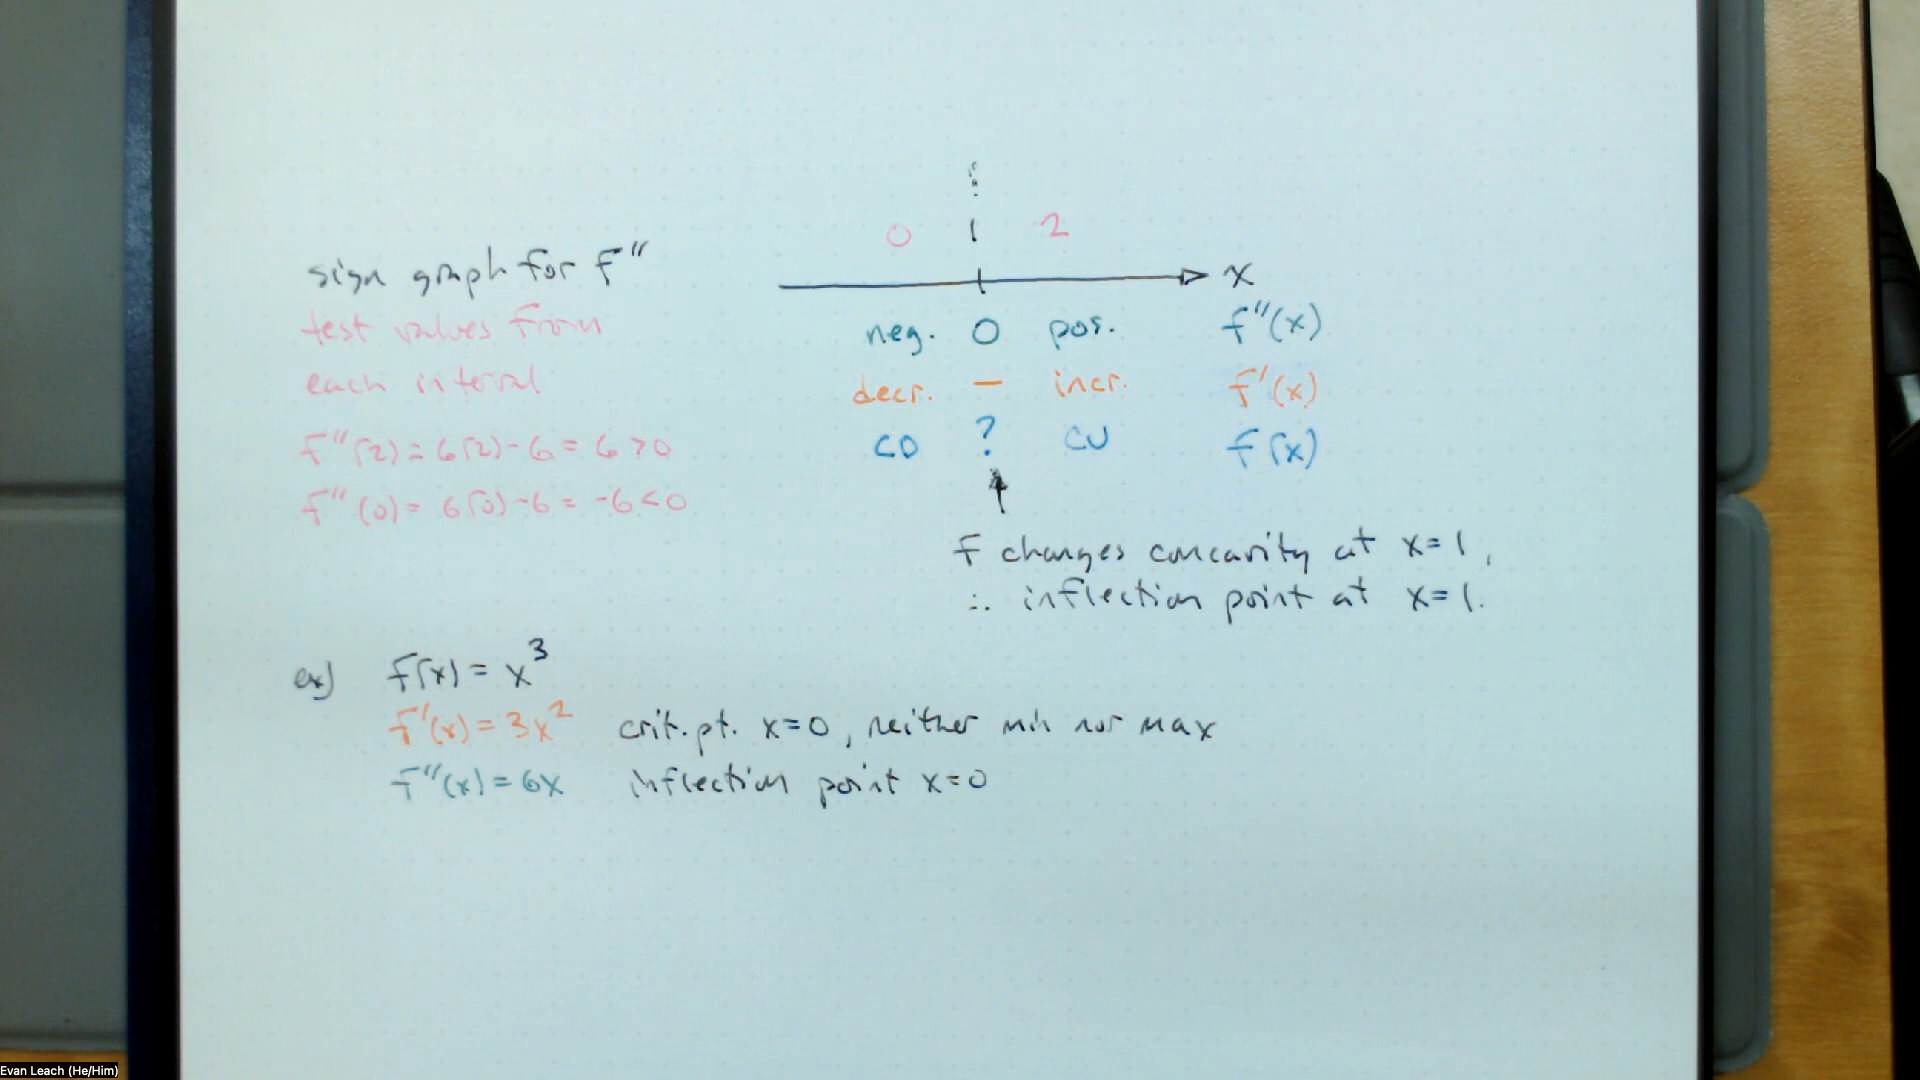 0 1 2
sign graph for f"
x
test values from
each interval
neg. 0 pos. f"(x)
decr. — incr. f'(x)
CD ? CU f(x)
f"(2) = 6(2)-6 = 6 > 0
f"(0) = 6(0)-6 = -6 < 0
f changes concavity at x=1,
∴ inflection point at x=1.
ex) f(x) = x³
f'(x) = 3x² crit. pt. x=0, neither min nor max
f"(x) = 6x inflection point x=0
Evan Leach (He/Him)